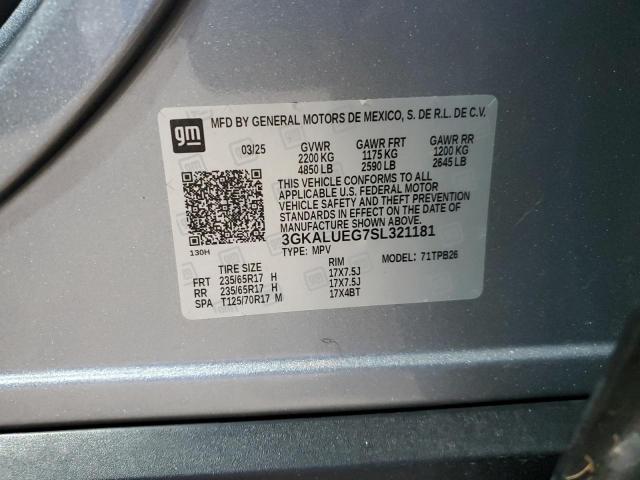 gm
MFD BY GENERAL MOTORS DE MEXICO, S. DE R.L. DE C.V.
03/25 GVWR GAWR FRT GAWR RR
2200 KG 1175 KG 1200 KG
4850 LB 2590 LB 2645 LB
THIS VEHICLE CONFORMS TO ALL
APPLICABLE U.S. FEDERAL MOTOR
VEHICLE SAFETY AND THEFT PREVENTION
STANDARDS IN EFFECT ON THE DATE OF
MANUFACTURE SHOWN ABOVE.
3GKALUEG7SL321181
130H
TYPE: MPV MODEL: 71TPB26
TIRE SIZE RIM
FRT 235/65R17 H 17X7.5J
RR 235/65R17 H 17X7.5J
SPA T125/70R17 M 17X4BT